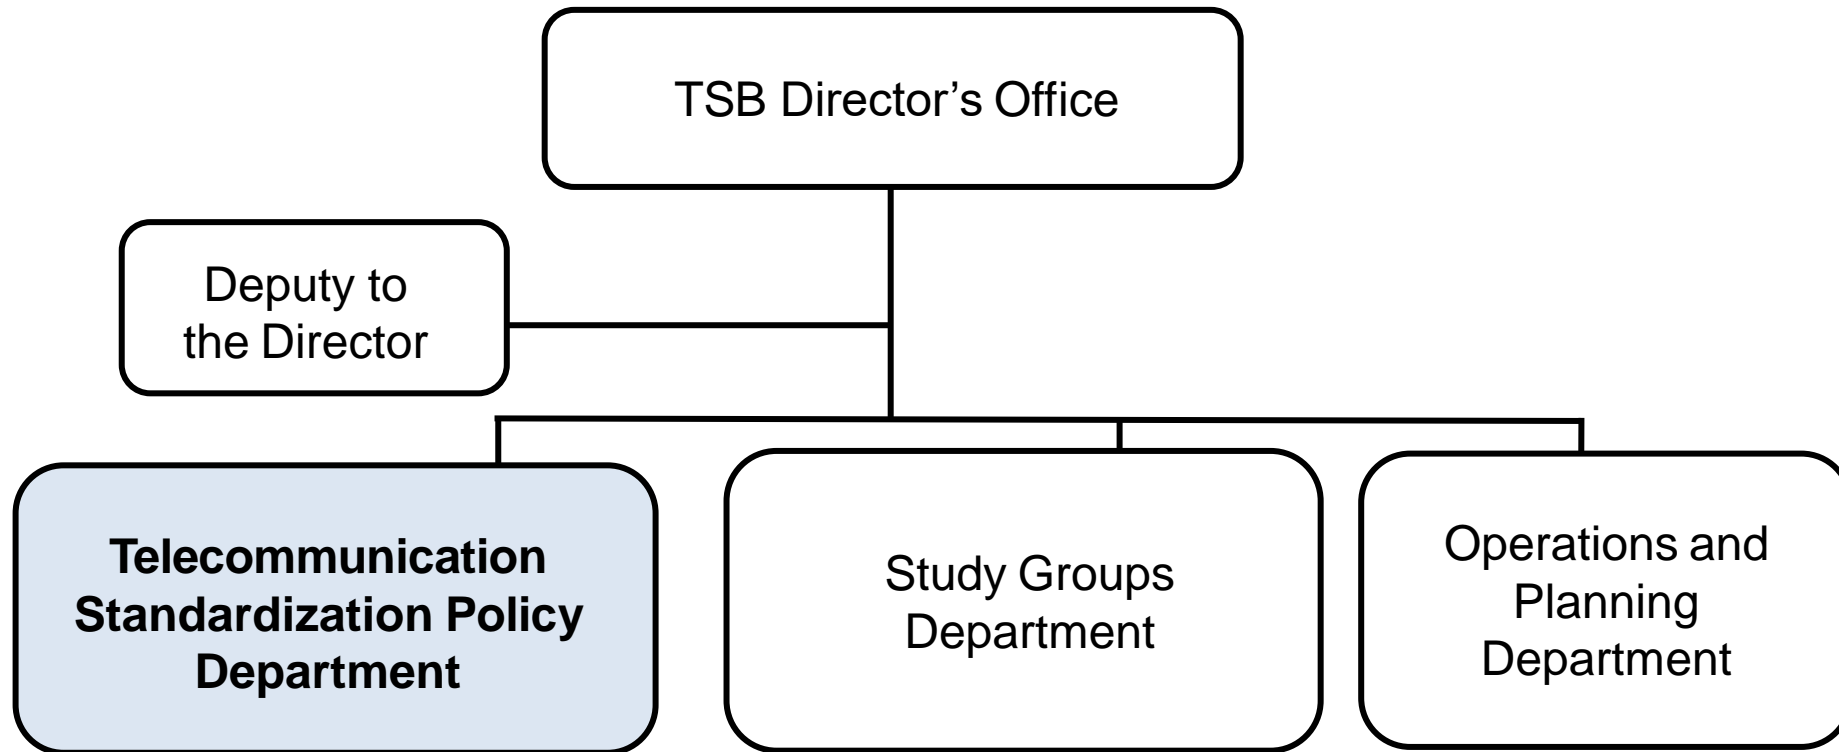 TSB Director’s Office
Deputy to
the Director
Telecommunication
Standardization Policy
Department
Study Groups
Department
Operations and
Planning
Department